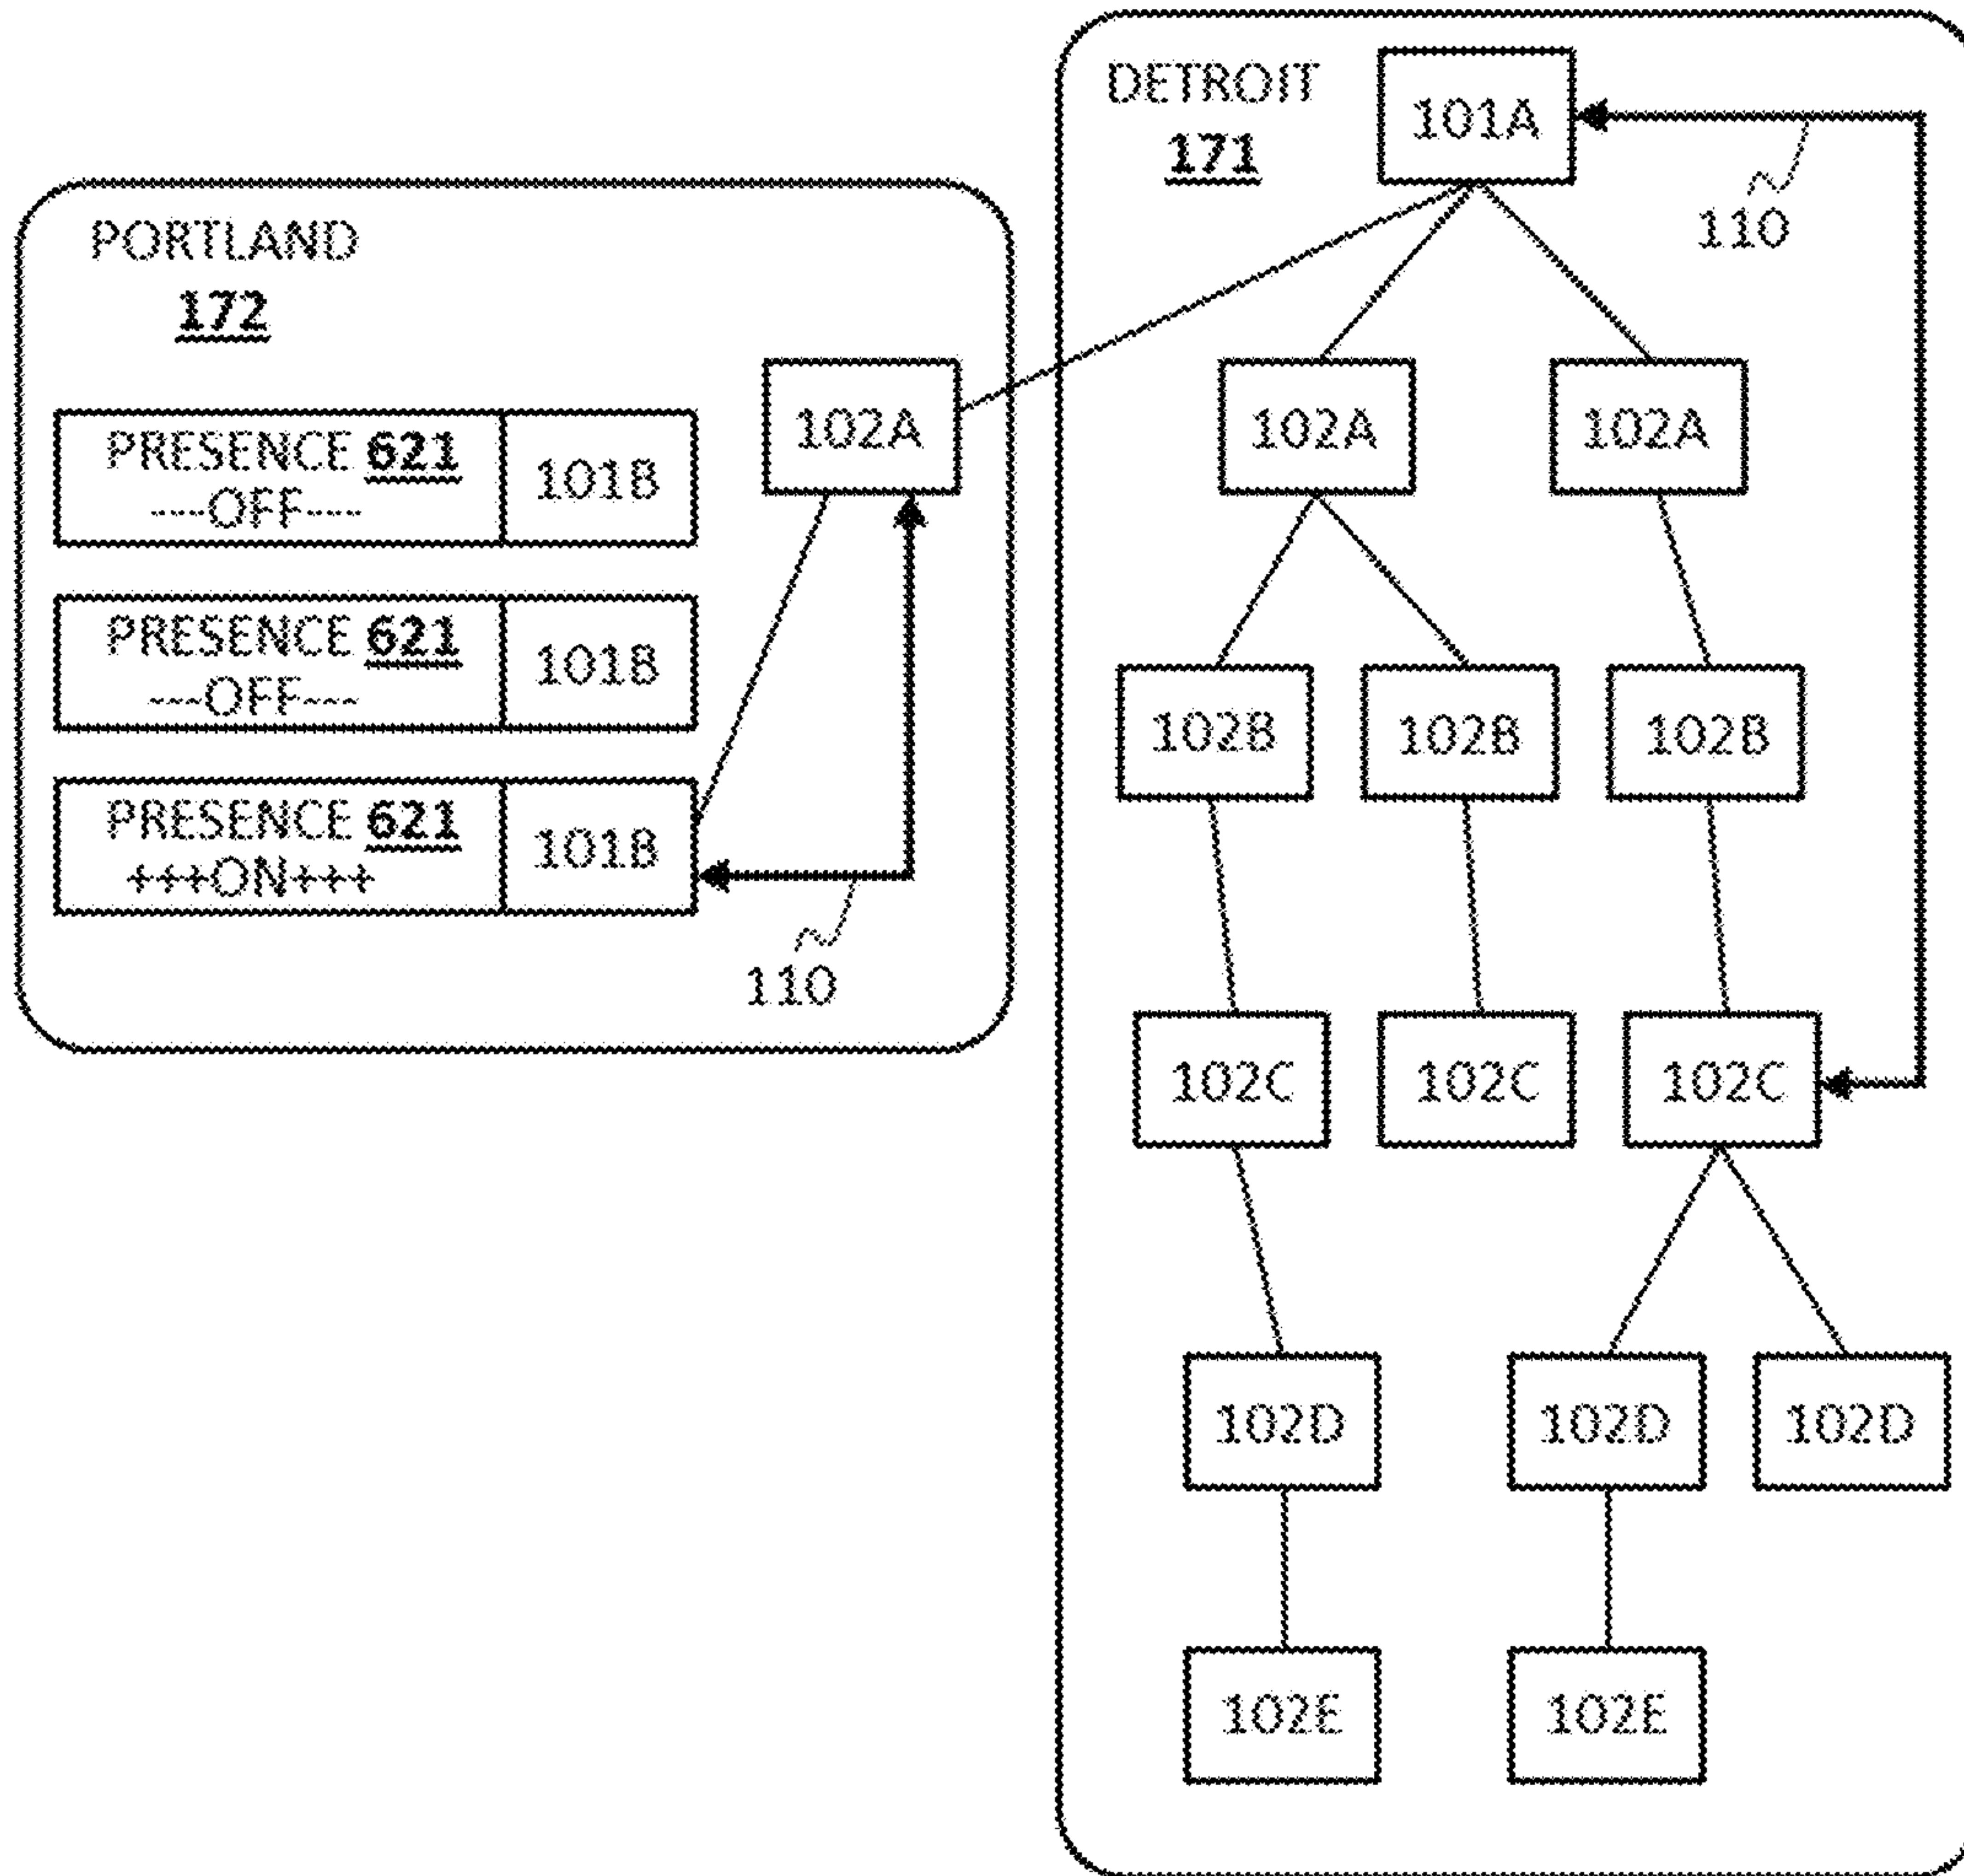 DETROIT
171
101A
110
PORTLAND
172
102A
PRESENCE 621
---OFF---
101B
PRESENCE 621
---OFF---
101B
PRESENCE 621
+++ON+++
101B
110
102A
102A
102B
102B
102B
102C
102C
102C
102D
102D
102D
102E
102E